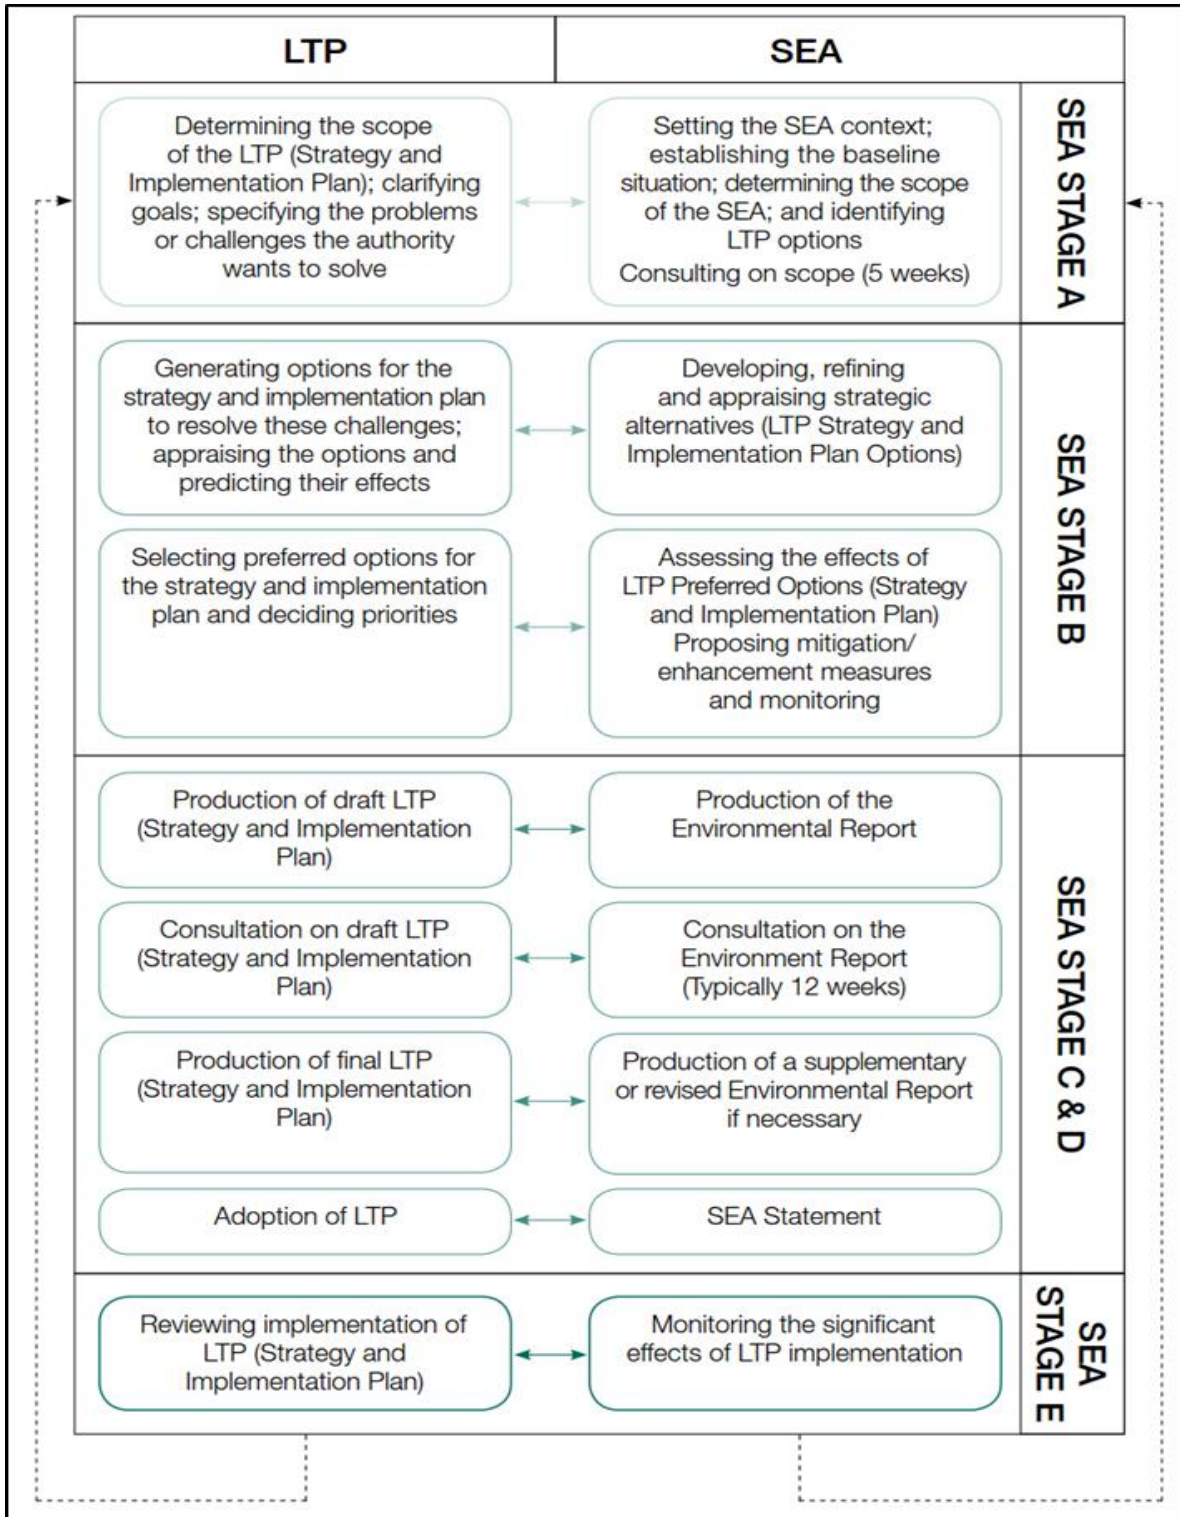 LTP
SEA
Determining the scope
of the LTP (Strategy and
Implementation Plan); clarifying
goals; specifying the problems
or challenges the authority
wants to solve
Setting the SEA context;
establishing the baseline
situation; determining the scope
of the SEA; and identifying
LTP options
Consulting on scope (5 weeks)
SEA STAGE A
Generating options for the
strategy and implementation plan
to resolve these challenges;
appraising the options and
predicting their effects
Developing, refining
and appraising strategic
alternatives (LTP Strategy and
Implementation Plan Options)
Selecting preferred options for
the strategy and implementation
plan and deciding priorities
Assessing the effects of
LTP Preferred Options (Strategy
and Implementation Plan)
Proposing mitigation/
enhancement measures
and monitoring
SEA STAGE B
Production of draft LTP
(Strategy and Implementation
Plan)
Production of the
Environmental Report
Consultation on draft LTP
(Strategy and Implementation
Plan)
Consultation on the
Environment Report
(Typically 12 weeks)
Production of final LTP
(Strategy and Implementation
Plan)
Production of a supplementary
or revised Environmental Report
if necessary
Adoption of LTP
SEA Statement
SEA STAGE C & D
Reviewing implementation of
LTP (Strategy and
Implementation Plan)
Monitoring the significant
effects of LTP implementation
SEA
STAGE E